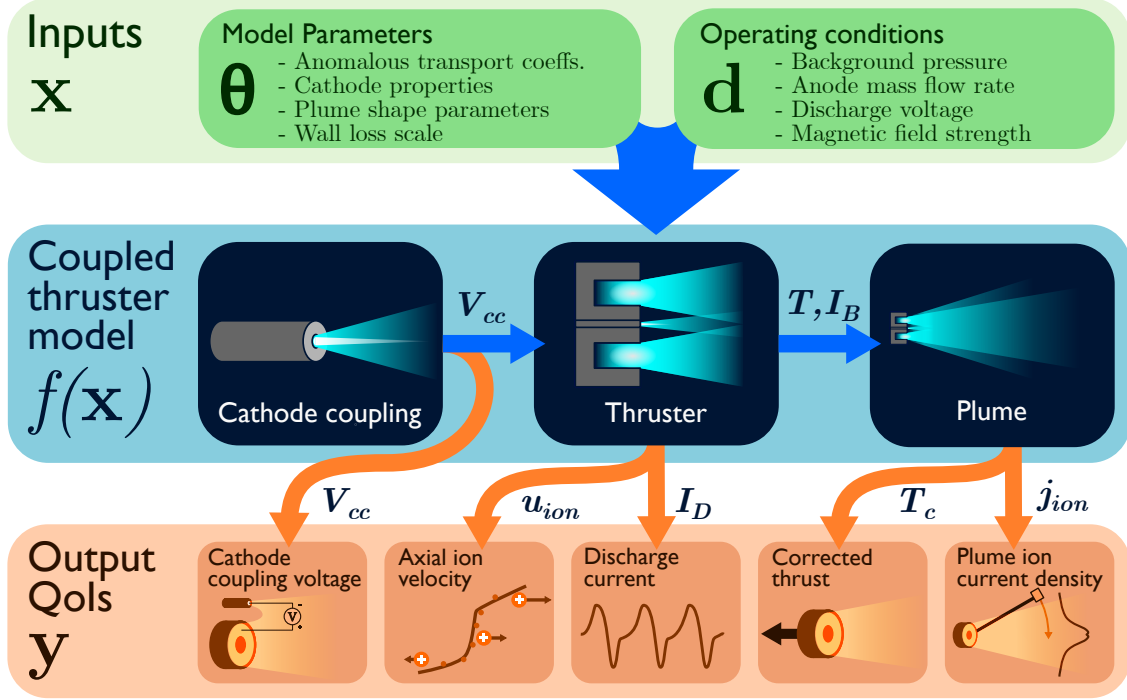 Inputs
x
Model Parameters
θ
- Anomalous transport coeffs.
- Cathode properties
- Plume shape parameters
- Wall loss scale
Operating conditions
d
- Background pressure
- Anode mass flow rate
- Discharge voltage
- Magnetic field strength
Coupled
thruster
model
f(x)
Cathode coupling
V_cc
Thruster
T, I_B
Plume
V_cc
u_ion
I_D
T_c
j_ion
Output
QoIs
y
Cathode
coupling voltage
V
-
+
Axial ion
velocity
+
+
+
Discharge
current
Corrected
thrust
Plume ion
current density